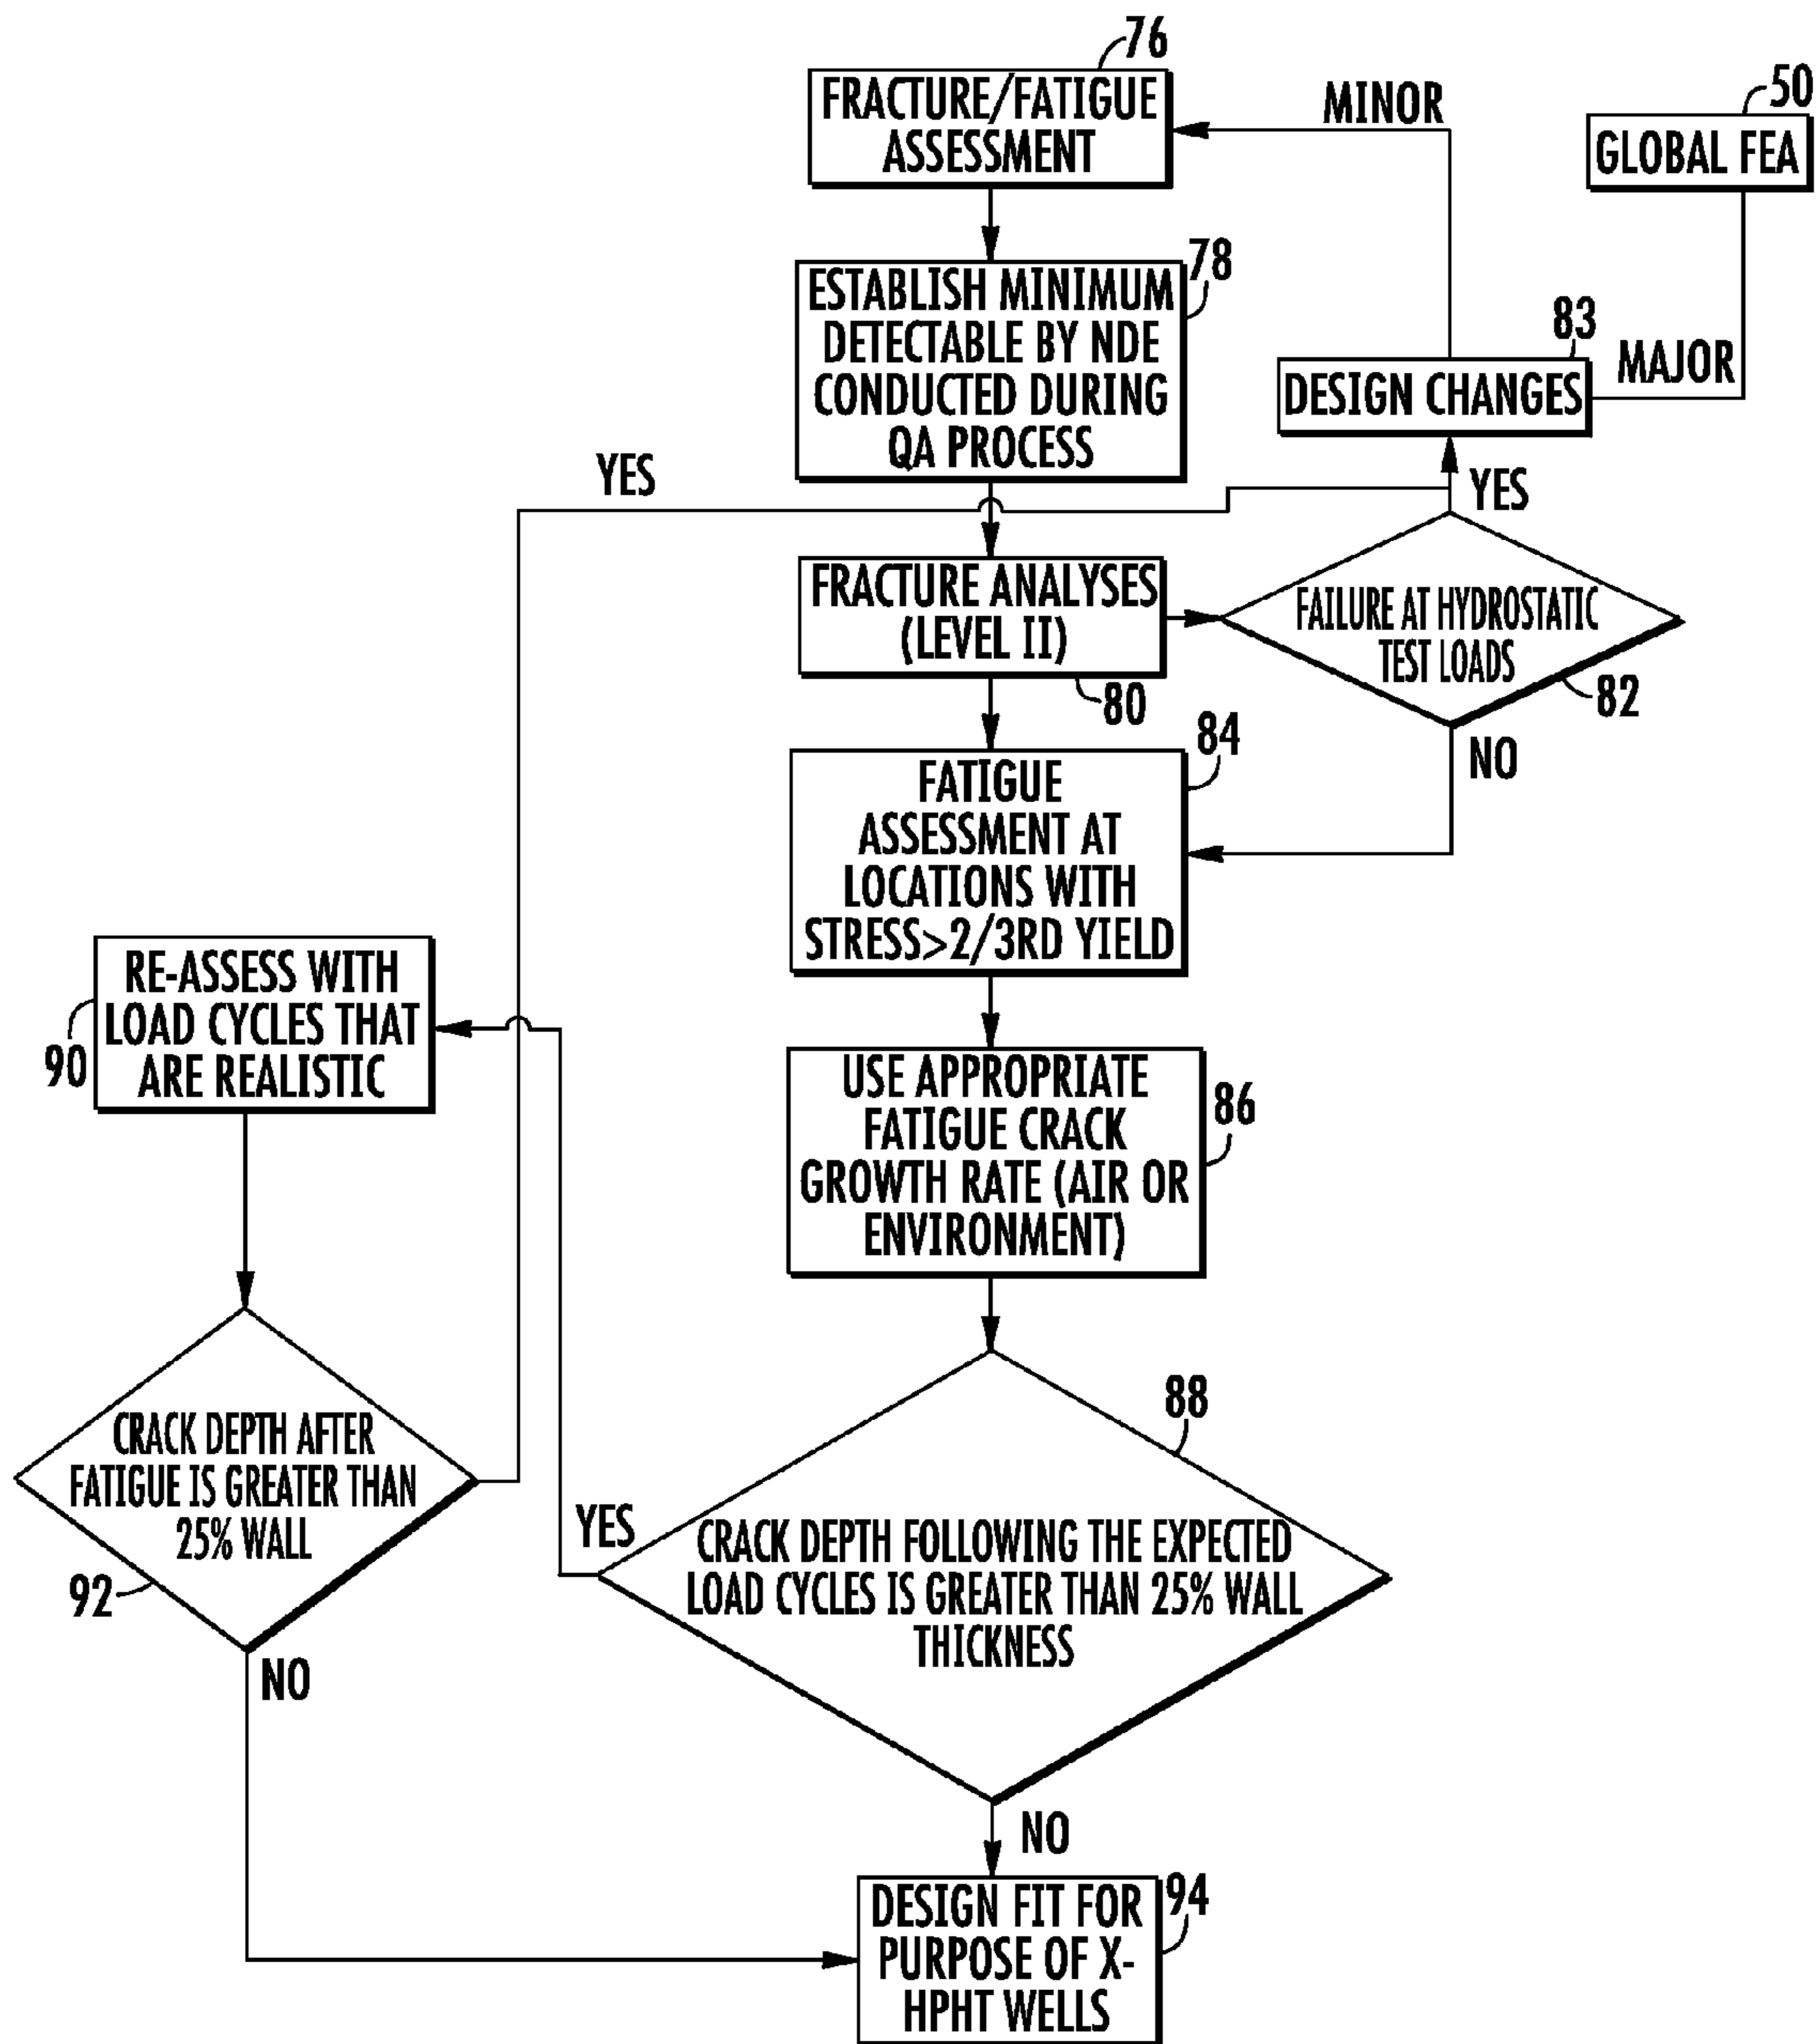 76
FRACTURE/FATIGUE
ASSESSMENT
MINOR
50
GLOBAL FEA
78
ESTABLISH MINIMUM
DETECTABLE BY NDE
CONDUCTED DURING
QA PROCESS
83
DESIGN CHANGES
MAJOR
YES
YES
FRACTURE ANALYSES
(LEVEL II)
80
FAILURE AT HYDROSTATIC
TEST LOADS
82
NO
84
FATIGUE
ASSESSMENT AT
LOCATIONS WITH
STRESS>2/3RD YIELD
RE-ASSESS WITH
LOAD CYCLES THAT
ARE REALISTIC
90
USE APPROPRIATE
FATIGUE CRACK
GROWTH RATE (AIR OR
ENVIRONMENT)
86
CRACK DEPTH AFTER
FATIGUE IS GREATER THAN
25% WALL
92
NO
88
YES
CRACK DEPTH FOLLOWING THE EXPECTED
LOAD CYCLES IS GREATER THAN 25% WALL
THICKNESS
NO
DESIGN FIT FOR
PURPOSE OF X-
HPHT WELLS
94